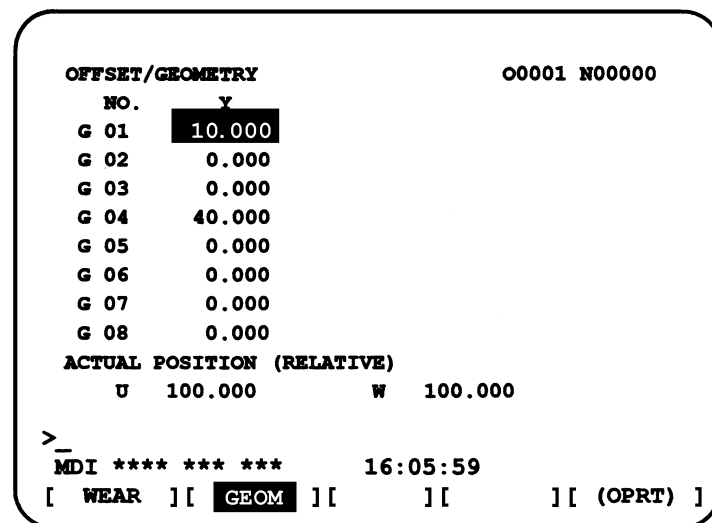 OFFSET/GEOMETRY O0001 N00000
NO. Y
G 01 10.000
G 02 0.000
G 03 0.000
G 04 40.000
G 05 0.000
G 06 0.000
G 07 0.000
G 08 0.000
ACTUAL POSITION (RELATIVE)
U 100.000 W 100.000
>_
MDI **** *** *** 16:05:59
[ WEAR ][ GEOM ][ ][ ][ (OPRT) ]